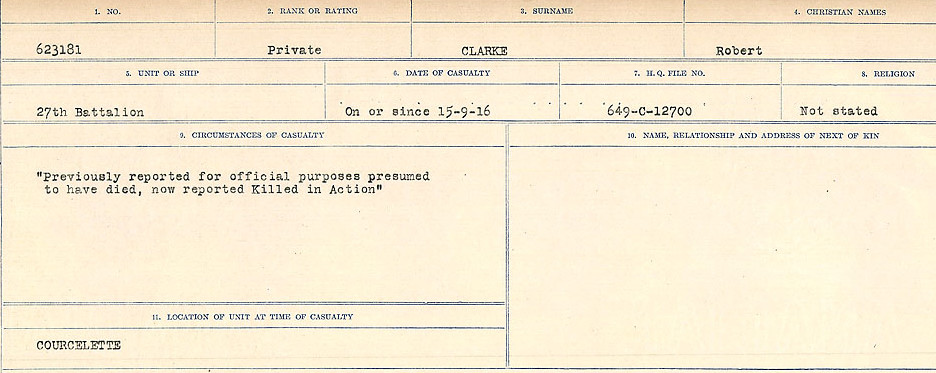 1. NO. 2. RANK OR RATING 3. SURNAME 4. CHRISTIAN NAMES
623181 Private CLARKE Robert
5. UNIT OR SHIP 6. DATE OF CASUALTY 7. H.Q. FILE NO. 8. RELIGION
27th Battalion On or since 15-9-16 649-C-12700 Not stated
9. CIRCUMSTANCES OF CASUALTY 10. NAME, RELATIONSHIP AND ADDRESS OF NEXT OF KIN
"Previously reported for official purposes presumed
to have died, now reported Killed in Action"
11. LOCATION OF UNIT AT TIME OF CASUALTY
COURCELETTE